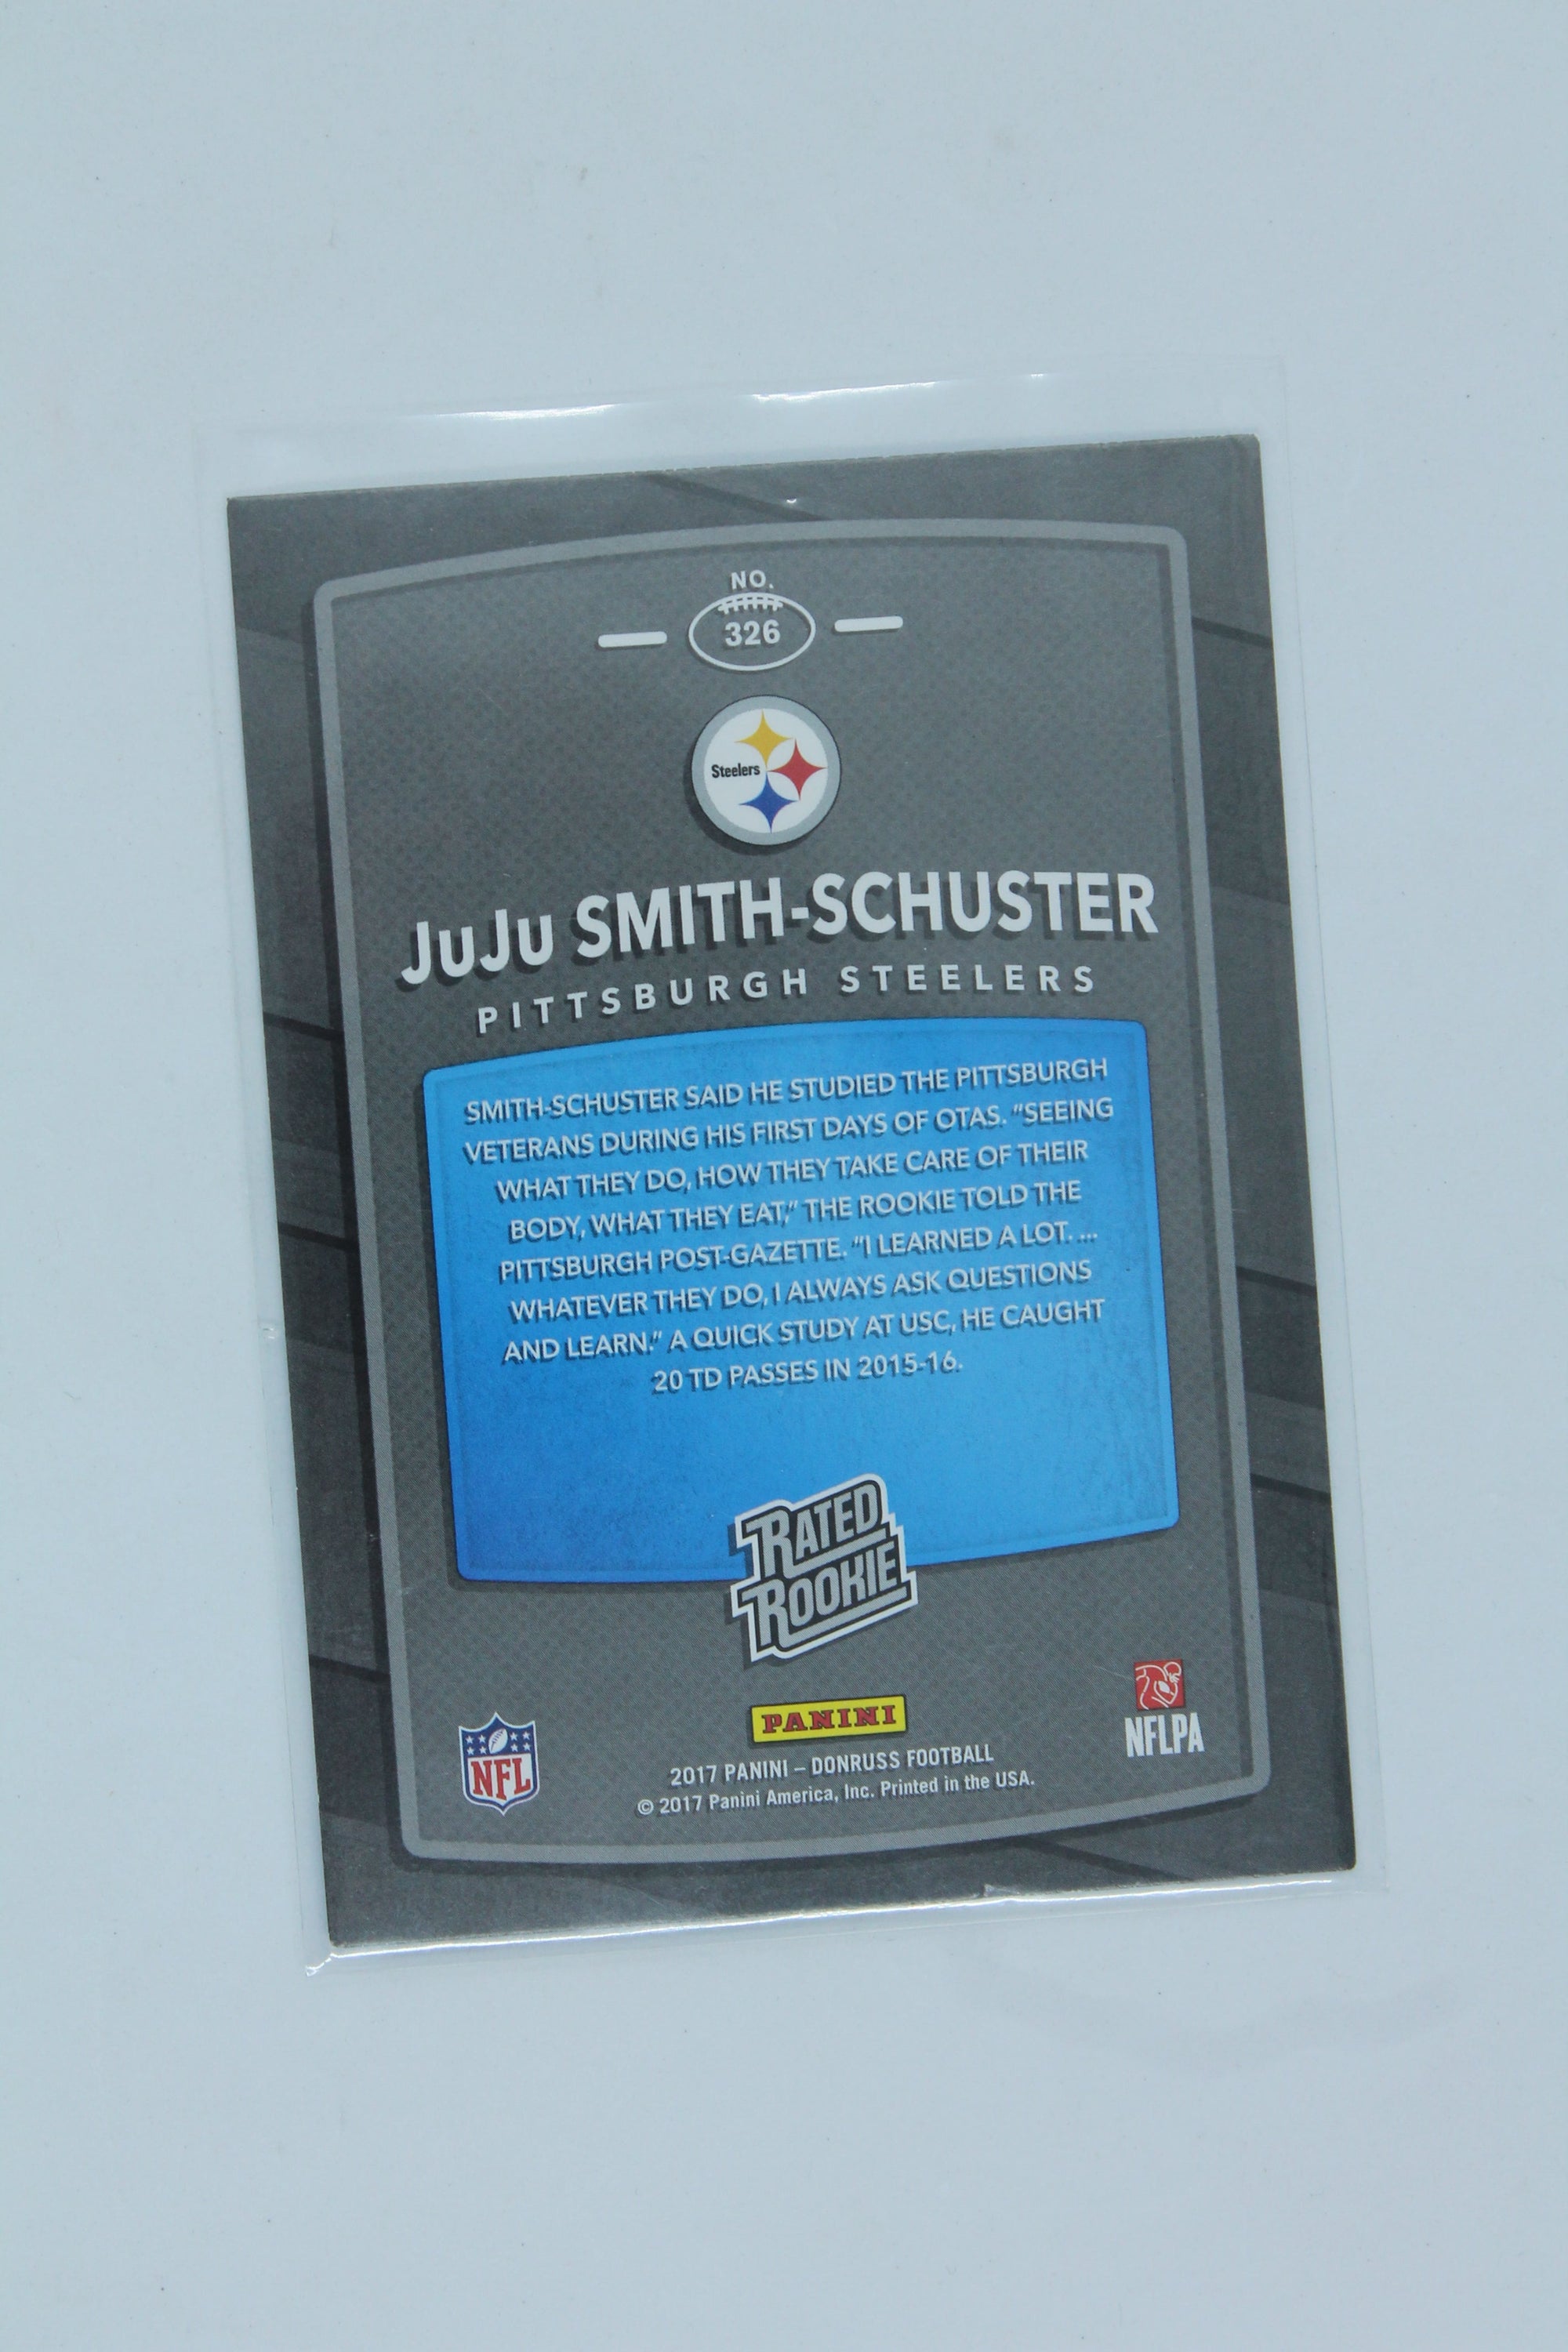 NO.
326
Steelers
JuJu SMITH-SCHUSTER
PITTSBURGH STEELERS
SMITH-SCHUSTER SAID HE STUDIED THE PITTSBURGH
VETERANS DURING HIS FIRST DAYS OF OTAS. "SEEING
WHAT THEY DO, HOW THEY TAKE CARE OF THEIR
BODY, WHAT THEY EAT," THE ROOKIE TOLD THE
PITTSBURGH POST-GAZETTE. "I LEARNED A LOT. ...
WHATEVER THEY DO, I ALWAYS ASK QUESTIONS
AND LEARN." A QUICK STUDY AT USC, HE CAUGHT
20 TD PASSES IN 2015-16.
RATED
ROOKIE
PANINI
NFL
NFLPA
2017 PANINI – DONRUSS FOOTBALL
© 2017 Panini America, Inc. Printed in the USA.